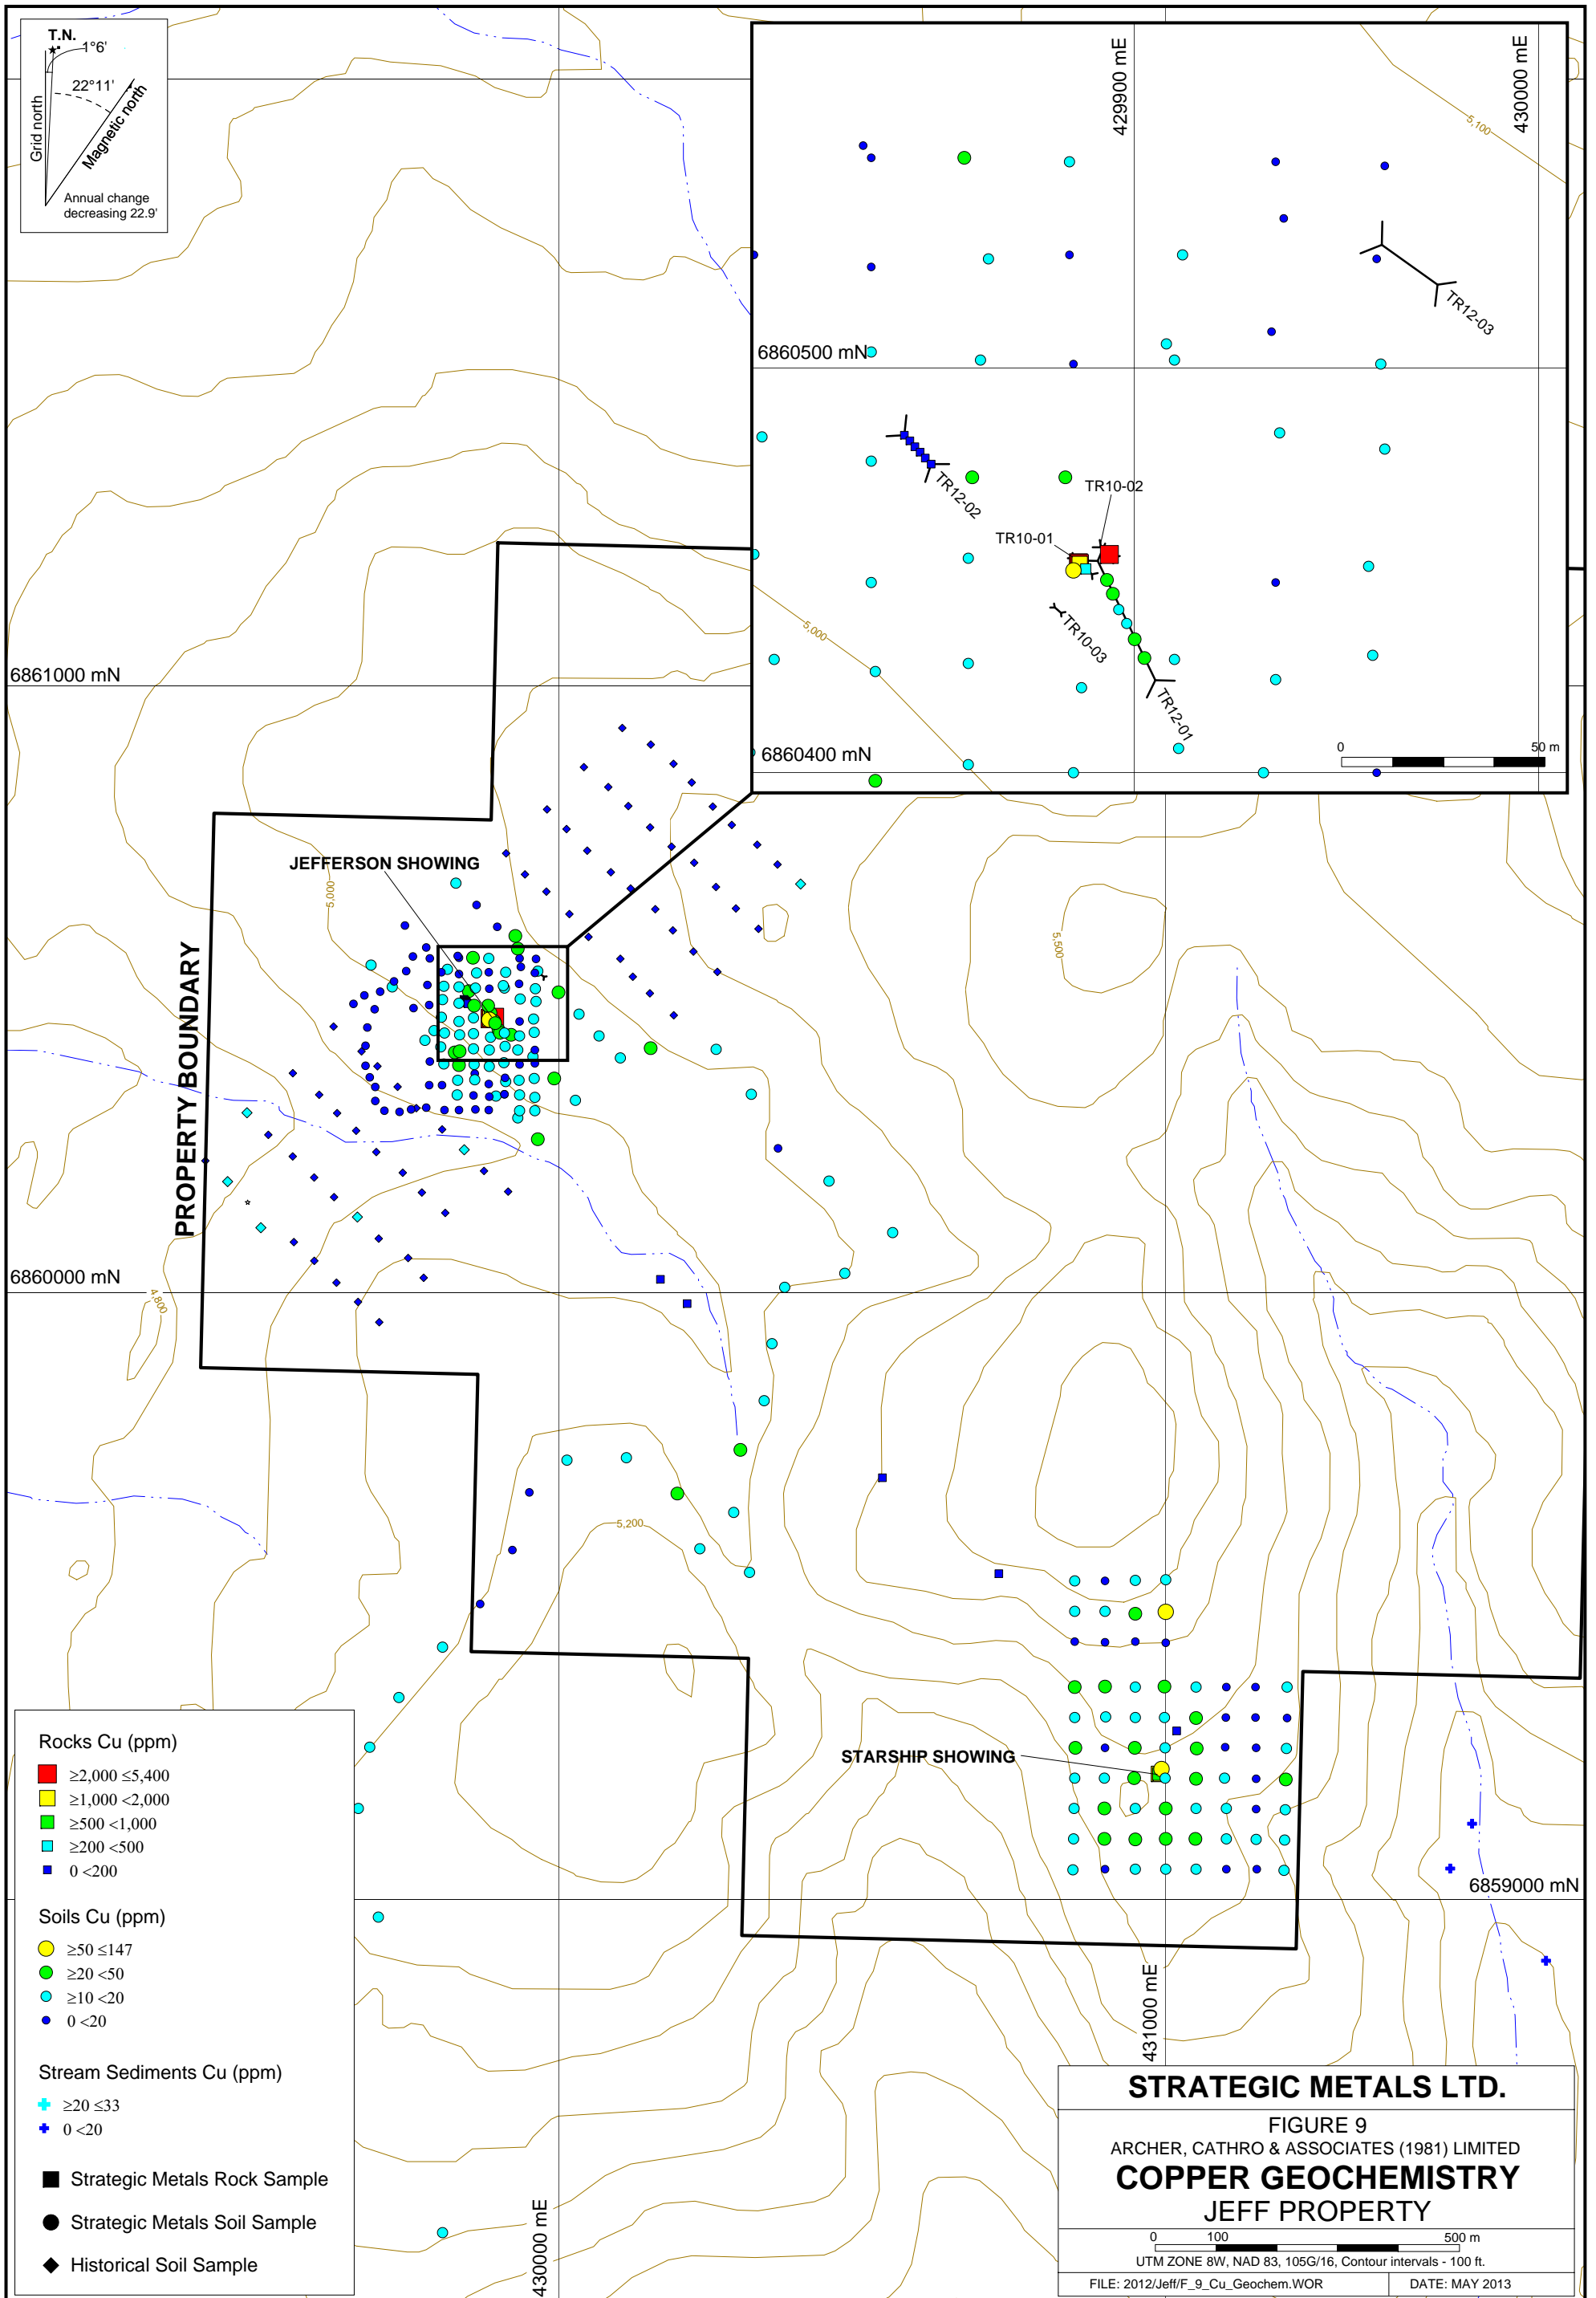 T.N.
1°6'
22°11'
Grid north
Magnetic north
Annual change
decreasing 22.9'
429900 mE
430000 mE
5,100
TR12-03
6860500 mN
TR12-02
TR10-02
TR10-01
TR10-03
TR12-01
5,000
6860400 mN
0 50 m
6861000 mN
JEFFERSON SHOWING
5,000
5,500
PROPERTY BOUNDARY
6860000 mN
4,800
5,200
STARSHIP SHOWING
6859000 mN
431000 mE
430000 mE
Rocks Cu (ppm)
≥2,000 ≤5,400
≥1,000 <2,000
≥500 <1,000
≥200 <500
0 <200
Soils Cu (ppm)
≥50 ≤147
≥20 <50
≥10 <20
0 <20
Stream Sediments Cu (ppm)
≥20 ≤33
0 <20
Strategic Metals Rock Sample
Strategic Metals Soil Sample
Historical Soil Sample
STRATEGIC METALS LTD.
FIGURE 9
ARCHER, CATHRO & ASSOCIATES (1981) LIMITED
COPPER GEOCHEMISTRY
JEFF PROPERTY
0 100 500 m
UTM ZONE 8W, NAD 83, 105G/16, Contour intervals - 100 ft.
FILE: 2012/Jeff/F_9_Cu_Geochem.WOR
DATE: MAY 2013